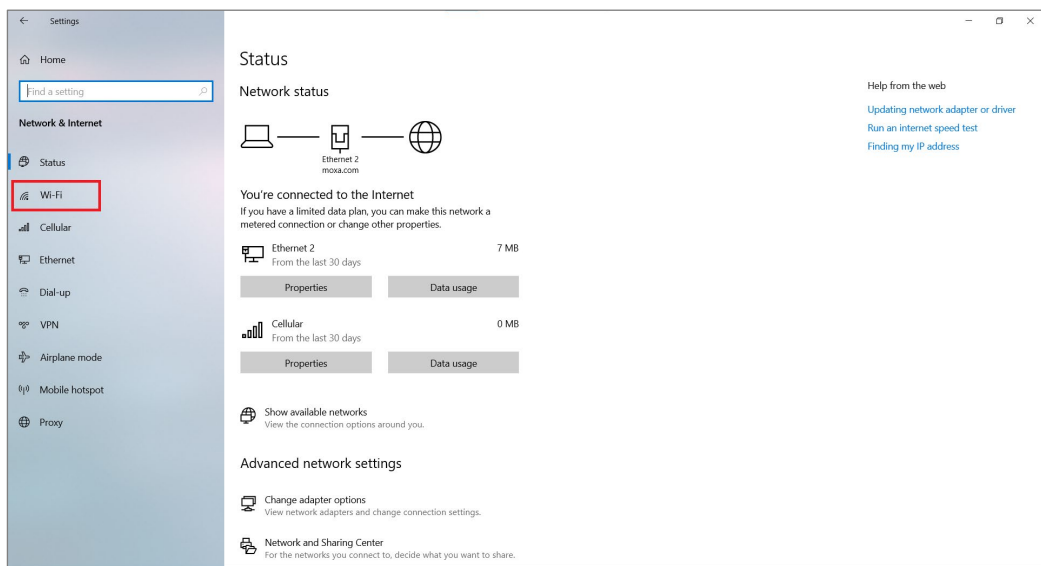 Settings
Home
Find a setting
Network & Internet
Status
Wi-Fi
Cellular
Ethernet
Dial-up
VPN
Airplane mode
Mobile hotspot
Proxy
Status
Network status
Ethernet 2
moxa.com
You're connected to the Internet
If you have a limited data plan, you can make this network a
metered connection or change other properties.
Ethernet 2 7 MB
From the last 30 days
Properties Data usage
Cellular 0 MB
From the last 30 days
Properties Data usage
Show available networks
View the connection options around you.
Advanced network settings
Change adapter options
View network adapters and change connection settings.
Network and Sharing Center
For the networks you connect to, decide what you want to share.
Help from the web
Updating network adapter or driver
Run an internet speed test
Finding my IP address